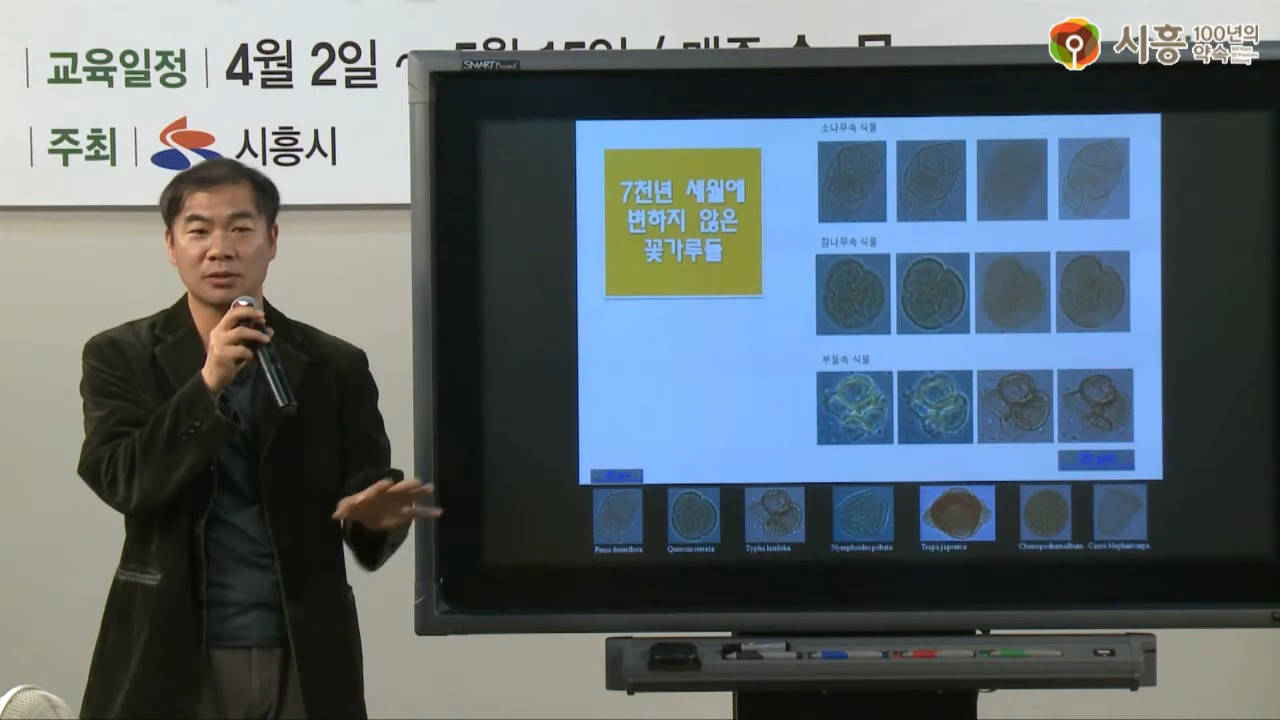 교육일정 4월 2일 ~
주최 시흥시
시흥 100년의 약속
SMART Board
7천년 세월에
변하지 않은
꽃가루들
소나무속 식물
참나무속 식물
부들속 식물
Pinus densiflora
Quercus serrata
Typha latifolia
Nymphoides peltata
Trapa japonica
Chenopodium album